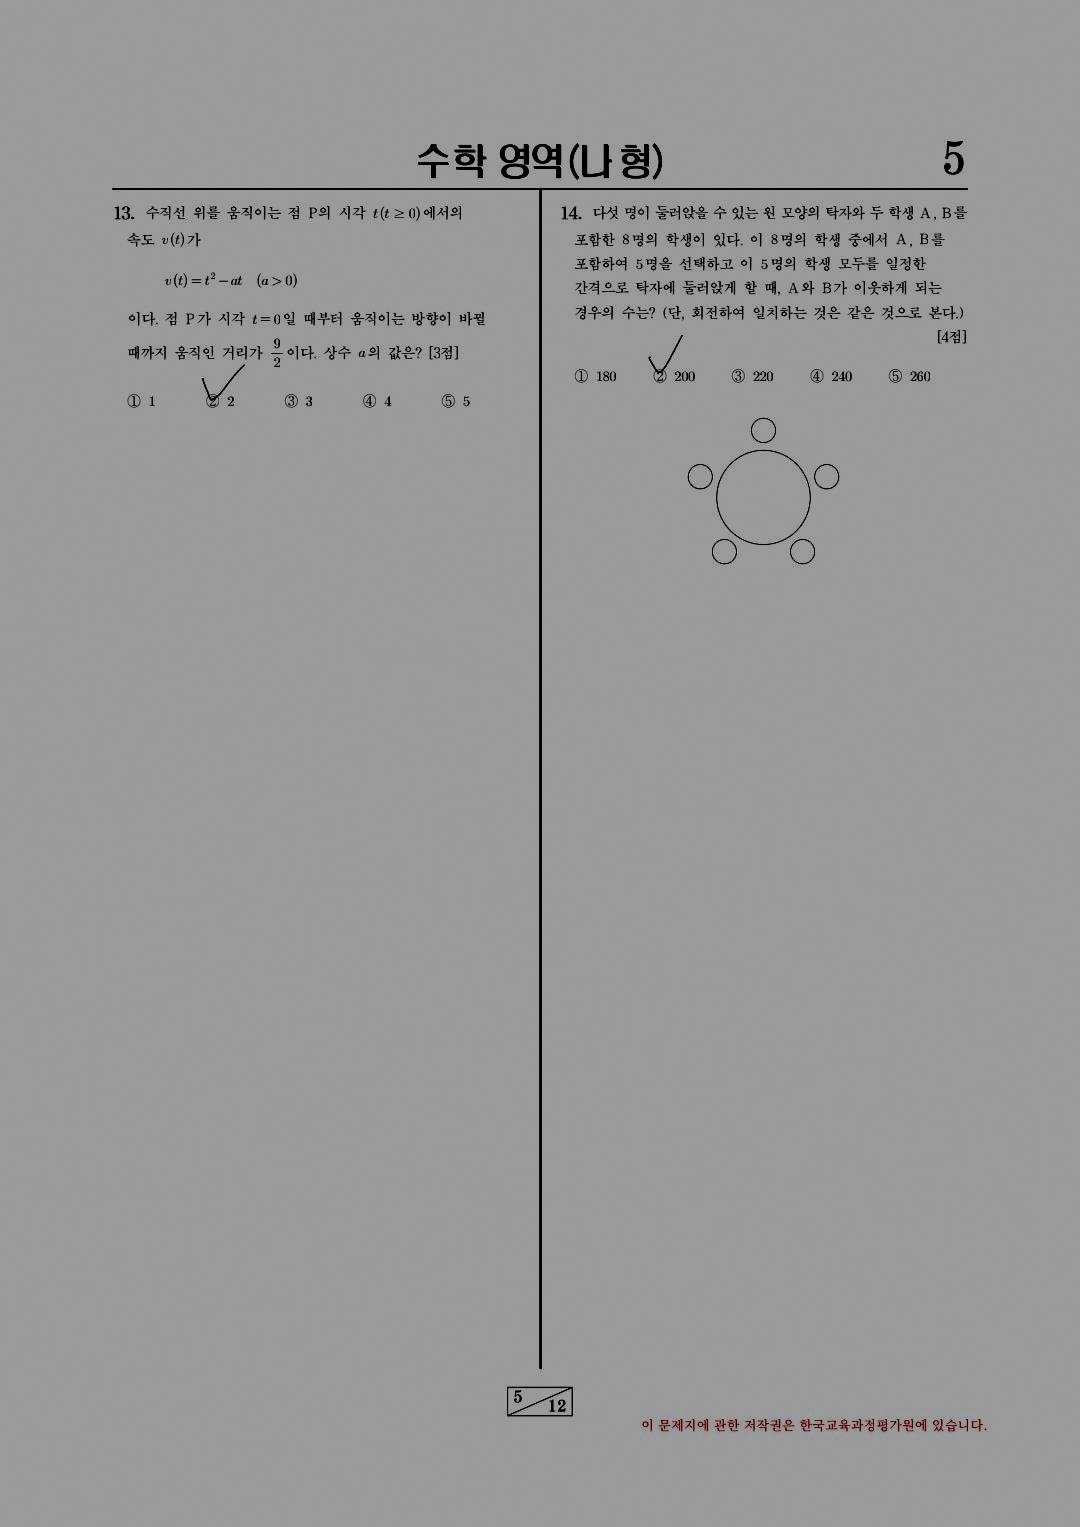 수학 영역(나 형)
5
13. 수직선 위를 움직이는 점 P의 시각 t(t ≥ 0)에서의
속도 v(t)가
v(t) = t² − at (a > 0)
이다. 점 P가 시각 t = 0일 때부터 움직이는 방향이 바뀔
때까지 움직인 거리가 9/2이다. 상수 a의 값은? [3점]
① 1 ② 2 ③ 3 ④ 4 ⑤ 5
14. 다섯 명이 둘러앉을 수 있는 원 모양의 탁자와 두 학생 A, B를
포함한 8명의 학생이 있다. 이 8명의 학생 중에서 A, B를
포함하여 5명을 선택하고 이 5명의 학생 모두를 일정한
간격으로 탁자에 둘러앉게 할 때, A와 B가 이웃하게 되는
경우의 수는? (단, 회전하여 일치하는 것은 같은 것으로 본다.)
[4점]
① 180 ② 200 ③ 220 ④ 240 ⑤ 260
5
12
이 문제지에 관한 저작권은 한국교육과정평가원에 있습니다.